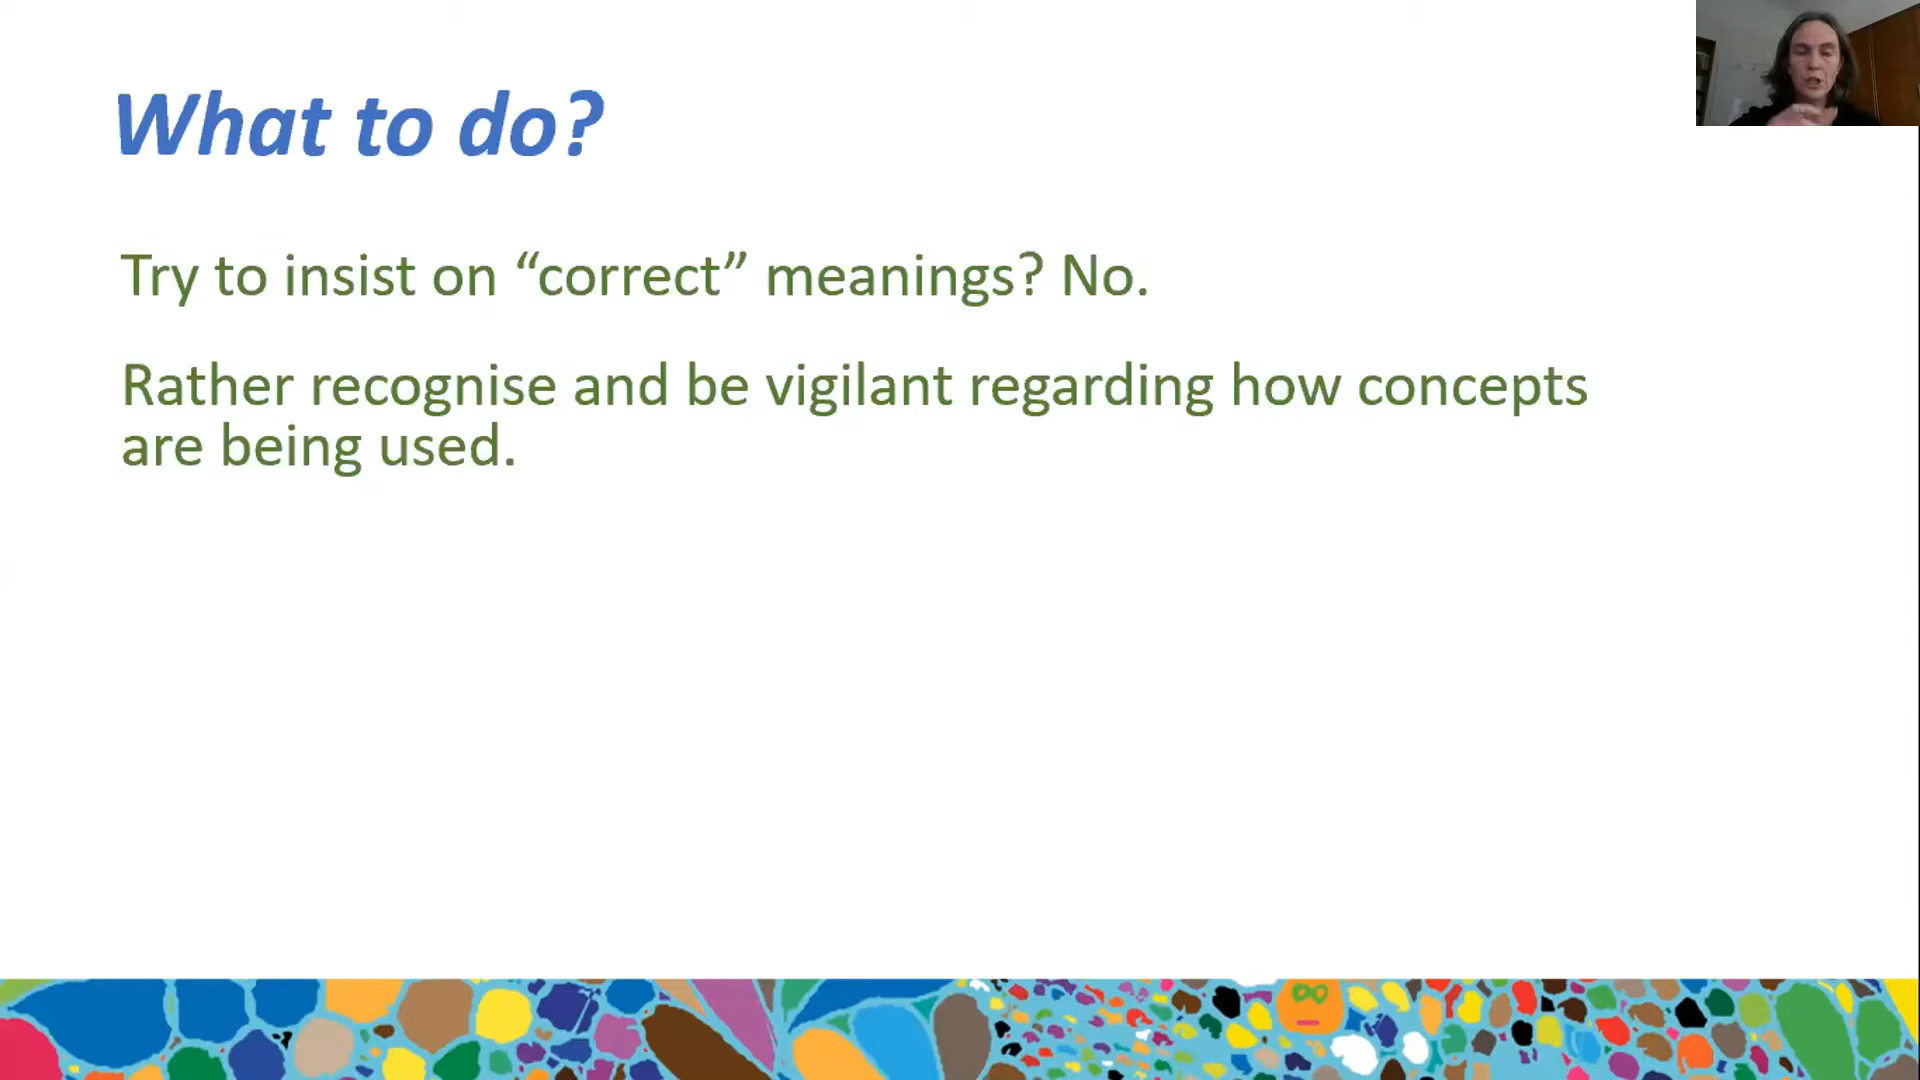 What to do?
Try to insist on “correct” meanings? No.
Rather recognise and be vigilant regarding how concepts
are being used.